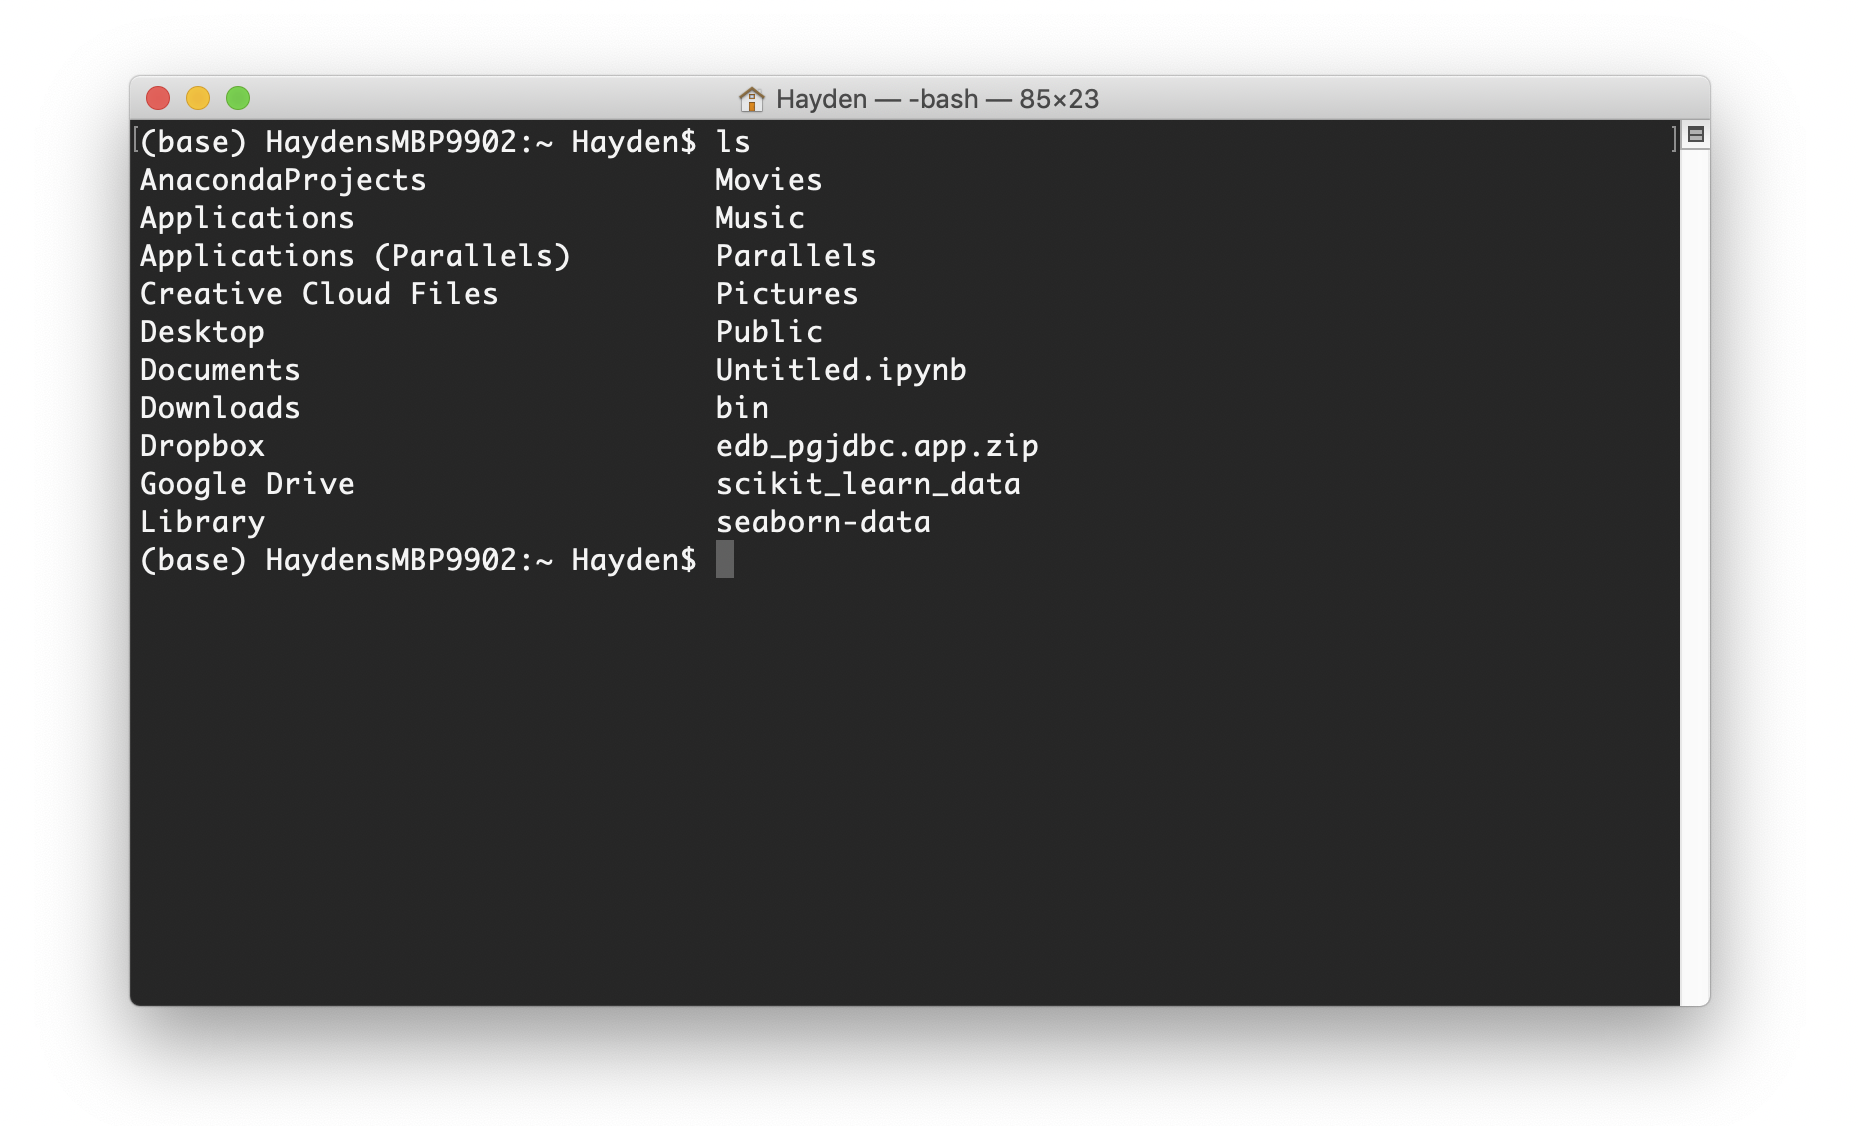 Hayden — -bash — 85×23
(base) HaydensMBP9902:~ Hayden$ ls
AnacondaProjects Movies
Applications Music
Applications (Parallels) Parallels
Creative Cloud Files Pictures
Desktop Public
Documents Untitled.ipynb
Downloads bin
Dropbox edb_pgjdbc.app.zip
Google Drive scikit_learn_data
Library seaborn-data
(base) HaydensMBP9902:~ Hayden$